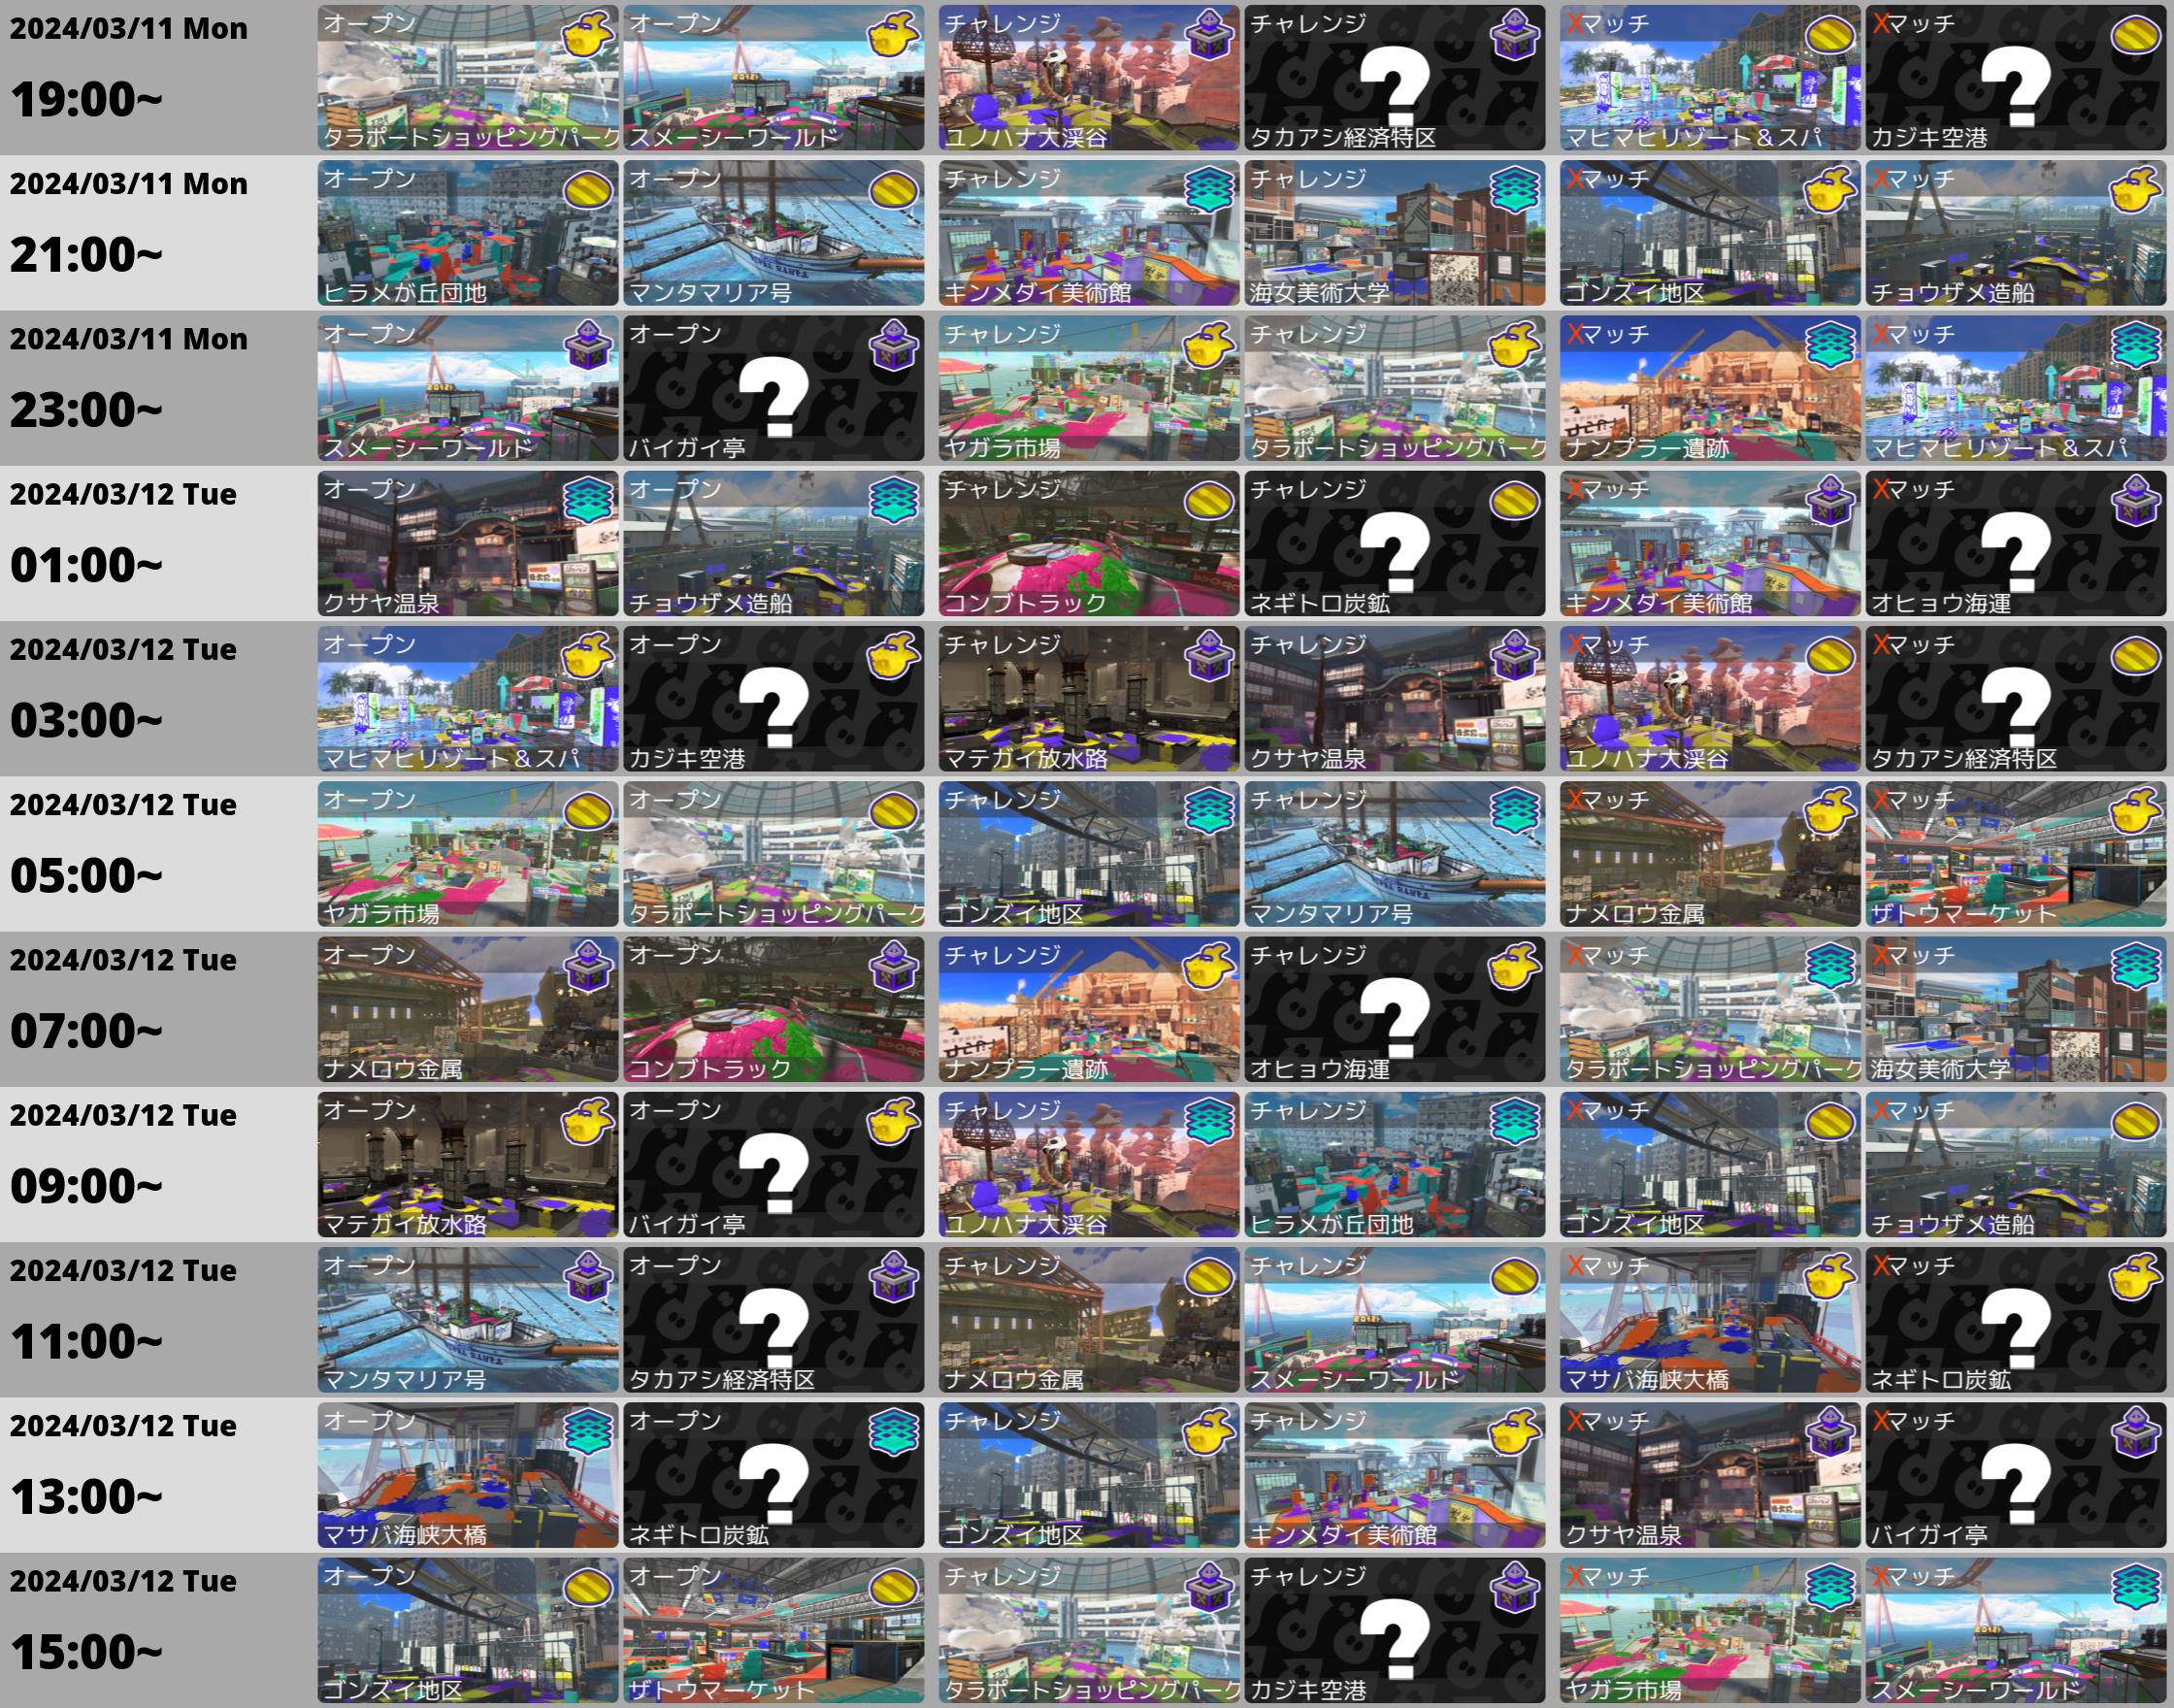 2024/03/11 Mon
19:00~
オープン
タラポートショッピングパーク
オープン
スメーシーワールド
チャレンジ
ユノハナ大渓谷
チャレンジ
タカアシ経済特区
Xマッチ
マヒマヒリゾート＆スパ
Xマッチ
カジキ空港
2024/03/11 Mon
21:00~
オープン
ヒラメが丘団地
オープン
マンタマリア号
チャレンジ
キンメダイ美術館
チャレンジ
海女美術大学
Xマッチ
ゴンズイ地区
Xマッチ
チョウザメ造船
2024/03/11 Mon
23:00~
オープン
スメーシーワールド
オープン
バイガイ亭
チャレンジ
ヤガラ市場
チャレンジ
タラポートショッピングパーク
Xマッチ
ナンプラー遺跡
Xマッチ
マヒマヒリゾート＆スパ
2024/03/12 Tue
01:00~
オープン
クサヤ温泉
オープン
チョウザメ造船
チャレンジ
コンブトラック
チャレンジ
ネギトロ炭鉱
Xマッチ
キンメダイ美術館
Xマッチ
オヒョウ海運
2024/03/12 Tue
03:00~
オープン
マヒマヒリゾート＆スパ
オープン
カジキ空港
チャレンジ
マテガイ放水路
チャレンジ
クサヤ温泉
Xマッチ
ユノハナ大渓谷
Xマッチ
タカアシ経済特区
2024/03/12 Tue
05:00~
オープン
ヤガラ市場
オープン
タラポートショッピングパーク
チャレンジ
ゴンズイ地区
チャレンジ
マンタマリア号
Xマッチ
ナメロウ金属
Xマッチ
ザトウマーケット
2024/03/12 Tue
07:00~
オープン
ナメロウ金属
オープン
コンブトラック
チャレンジ
ナンプラー遺跡
チャレンジ
オヒョウ海運
Xマッチ
タラポートショッピングパーク
Xマッチ
海女美術大学
2024/03/12 Tue
09:00~
オープン
マテガイ放水路
オープン
バイガイ亭
チャレンジ
ユノハナ大渓谷
チャレンジ
ヒラメが丘団地
Xマッチ
ゴンズイ地区
Xマッチ
チョウザメ造船
2024/03/12 Tue
11:00~
オープン
マンタマリア号
オープン
タカアシ経済特区
チャレンジ
ナメロウ金属
チャレンジ
スメーシーワールド
Xマッチ
マサバ海峡大橋
Xマッチ
ネギトロ炭鉱
2024/03/12 Tue
13:00~
オープン
マサバ海峡大橋
オープン
ネギトロ炭鉱
チャレンジ
ゴンズイ地区
チャレンジ
キンメダイ美術館
Xマッチ
クサヤ温泉
Xマッチ
バイガイ亭
2024/03/12 Tue
15:00~
オープン
ゴンズイ地区
オープン
ザトウマーケット
チャレンジ
タラポートショッピングパーク
チャレンジ
カジキ空港
Xマッチ
ヤガラ市場
Xマッチ
スメーシーワールド